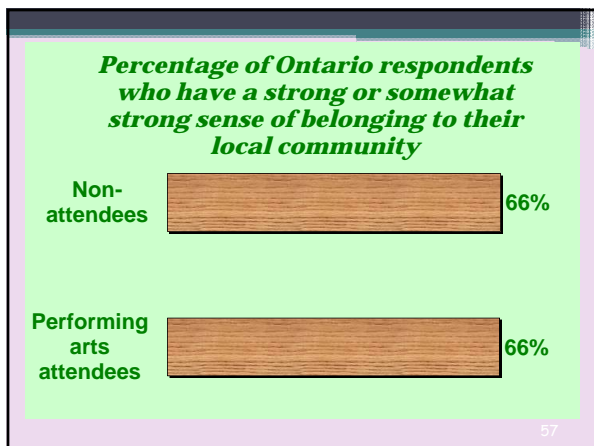 Percentage of Ontario respondents
who have a strong or somewhat
strong sense of belonging to their
local community
Non-
attendees
66%
Performing
arts
attendees
66%
57